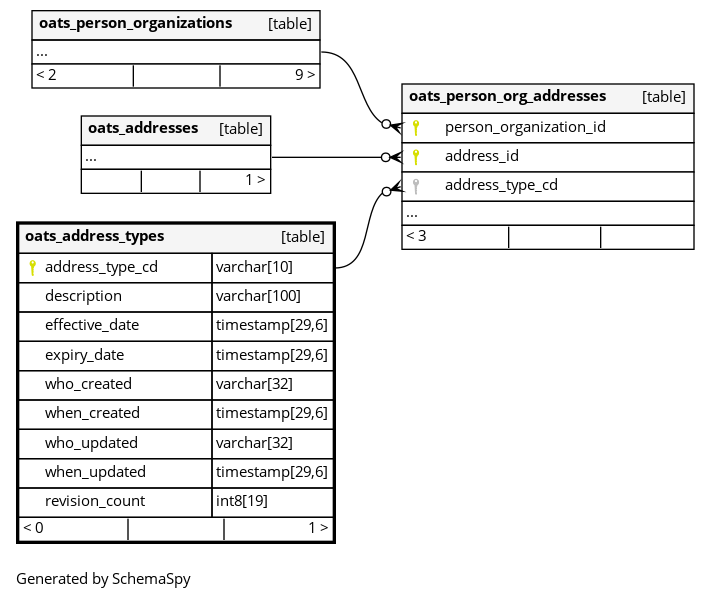 oats_person_organizations [table]
...
< 2 9 >
oats_addresses [table]
...
1 >
oats_person_org_addresses [table]
person_organization_id
address_id
address_type_cd
...
< 3
oats_address_types [table]
address_type_cd varchar[10]
description varchar[100]
effective_date timestamp[29,6]
expiry_date timestamp[29,6]
who_created varchar[32]
when_created timestamp[29,6]
who_updated varchar[32]
when_updated timestamp[29,6]
revision_count int8[19]
< 0 1 >
Generated by SchemaSpy